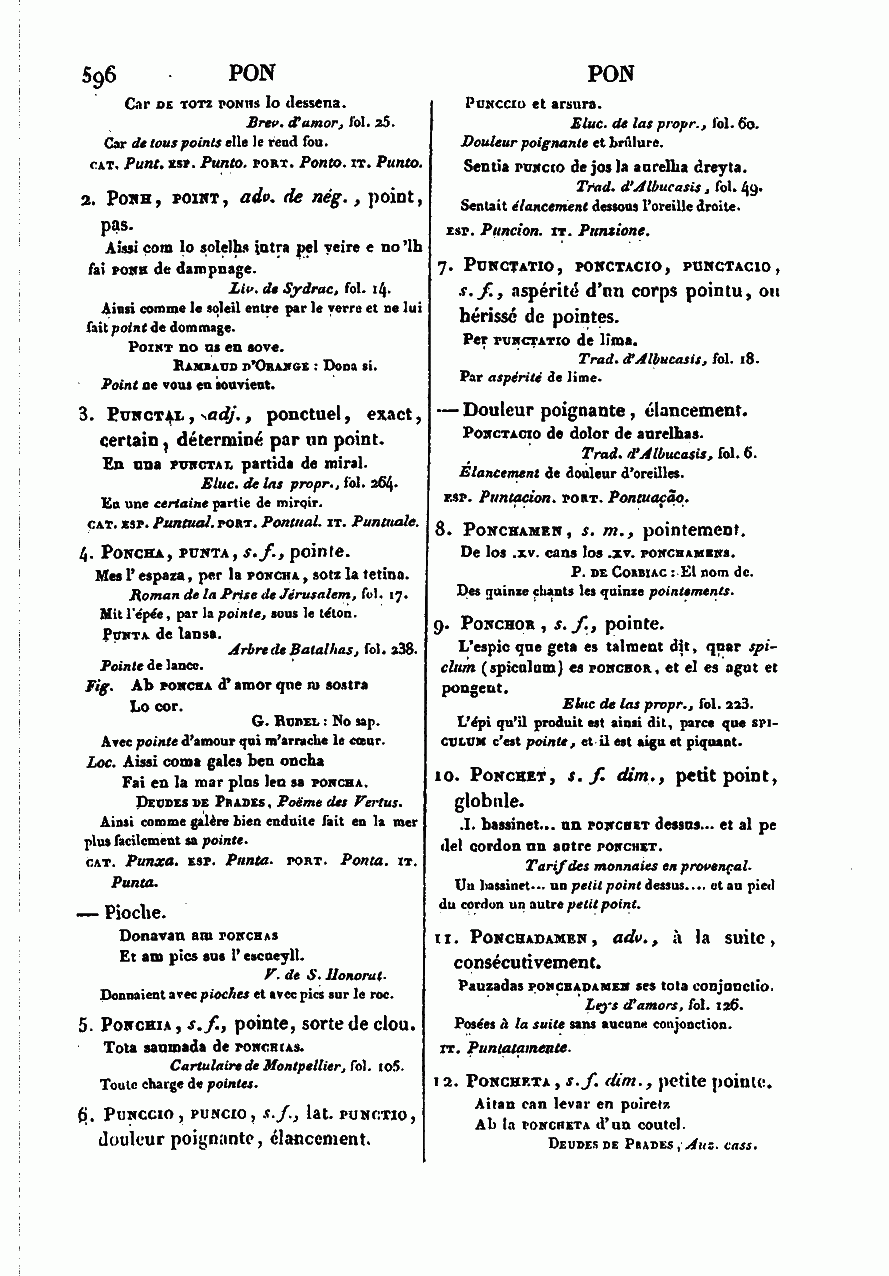 596 PON PON
Car DE TOTZ PONHS lo dessena.
Brev. d'amor, fol. 25.
Car de tous points elle le rend fou.
CAT. Punt. ESP. Punto. PORT. Ponto. IT. Punto.
2. PONH, POINT, adv. de nég., point,
pas.
Aissi com lo solelhs intra pel veire e no'lh
fai PONH de dampnage.
Liv. de Sydrac, fol. 14.
Ainsi comme le soleil entre par le verre et ne lui
fait point de dommage.
POINT no us en sove.
RAMBAUD D'ORANGE : Dona si.
Point ne vous en souvient.
3. PUNCTAL, adj., ponctuel, exact,
certain, déterminé par un point.
En una PUNCTAL partida de miral.
Eluc. de las propr., fol. 264.
En une certaine partie de miroir.
CAT. ESP. Puntual. PORT. Pontual. IT. Puntuale.
4. PONCHA, PUNTA, s. f., pointe.
Mes l'espaza, per la PONCHA, sotz la tetina.
Roman de la Prise de Jérusalem, fol. 17.
Mit l'épée, par la pointe, sous le téton.
PUNTA de lansa.
Arbre de Batalhas, fol. 238.
Pointe de lance.
Fig. Ab PONCHA d'amor que m sostra
Lo cor.
G. RUDEL : No sap.
Avec pointe d'amour qui m'arrache le cœur.
Loc. Aissi coma gales ben oncha
Fai en la mar plus leu sa PONCHA.
DEUDES DE PRADES, Poëme des Vertus.
Ainsi comme galère bien enduite fait en la mer
plus facilement sa pointe.
CAT. Punxa. ESP. Punta. PORT. Ponta. IT.
Punta.
— Pioche.
Donavan am PONCHAS
Et am pics sus l'escueyll.
V. de S. Honorat.
Donnaient avec pioches et avec pics sur le roc.
5. PONCHIA, s. f., pointe, sorte de clou.
Tota saumada de PONCHIAS.
Cartulaire de Montpellier, fol. 105.
Toute charge de pointes.
6. PUNCCIO, PUNCIO, s. f., lat. PUNCTIO,
douleur poignante, élancement.
PUNCCIO et arsura.
Eluc. de las propr., fol. 60.
Douleur poignante et brûlure.
Sentia PUNCIO de jos la aurelha dreyta.
Trad. d'Albucasis, fol. 49.
Sentait élancement dessous l'oreille droite.
ESP. Puncion. IT. Punzione.
7. PUNCTATIO, PONCTACIO, PUNCTACIO,
s. f., aspérité d'un corps pointu, ou
hérissé de pointes.
Per PUNCTATIO de lima.
Trad. d'Albucasis, fol. 18.
Par aspérité de lime.
— Douleur poignante, élancement.
PONCTACIO de dolor de aurelhas.
Trad. d'Albucasis, fol. 6.
Élancement de douleur d'oreilles.
ESP. Puntacion. PORT. Pontuação.
8. PONCHAMEN, s. m., pointement.
De los .XV. cans los .XV. PONCHAMENS.
P. DE CORBIAC : El nom de.
Des quinze chants les quinze pointements.
9. PONCHOR, s. f., pointe.
L'espic que geta es talment dit, quar spi-
clum (spiculum) es PONCHOR, et el es agut et
pongent.
Eluc de las propr., fol. 223.
L'épi qu'il produit est ainsi dit, parce que SPI-
CULUM c'est pointe, et il est aigu et piquant.
10. PONCHET, s. f. dim., petit point,
globule.
.I. bassinet... un PONCHET dessus... et al pe
del cordon un autre PONCHET.
Tarif des monnaies en provençal.
Un bassinet... un petit point dessus.... et au pied
du cordon un autre petit point.
11. PONCHADAMEN, adv., à la suite,
consécutivement.
Pauzadas PONCHADAMEN ses tota conjonctio.
Leys d'amors, fol. 126.
Posées à la suite sans aucune conjonction.
IT. Puntatamente.
12. PONCHETA, s. f. dim., petite pointe.
Aitan can levar en poiretz
Ab la PONCHETA d'un coutel.
DEUDES DE PRADES, Auz. cass.